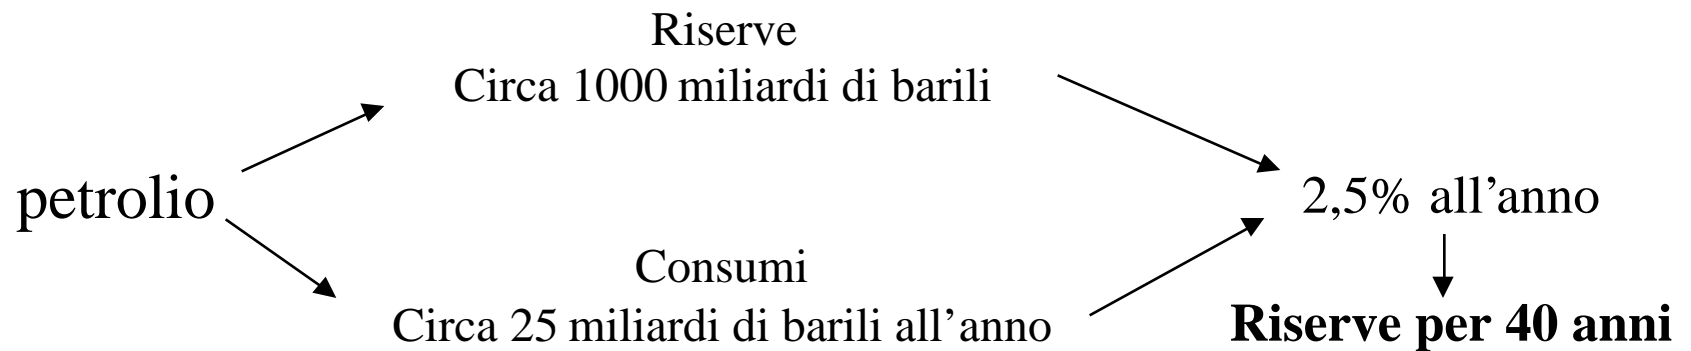 Riserve
Circa 1000 miliardi di barili
petrolio
2,5% all’anno
Consumi
Circa 25 miliardi di barili all’anno
Riserve per 40 anni